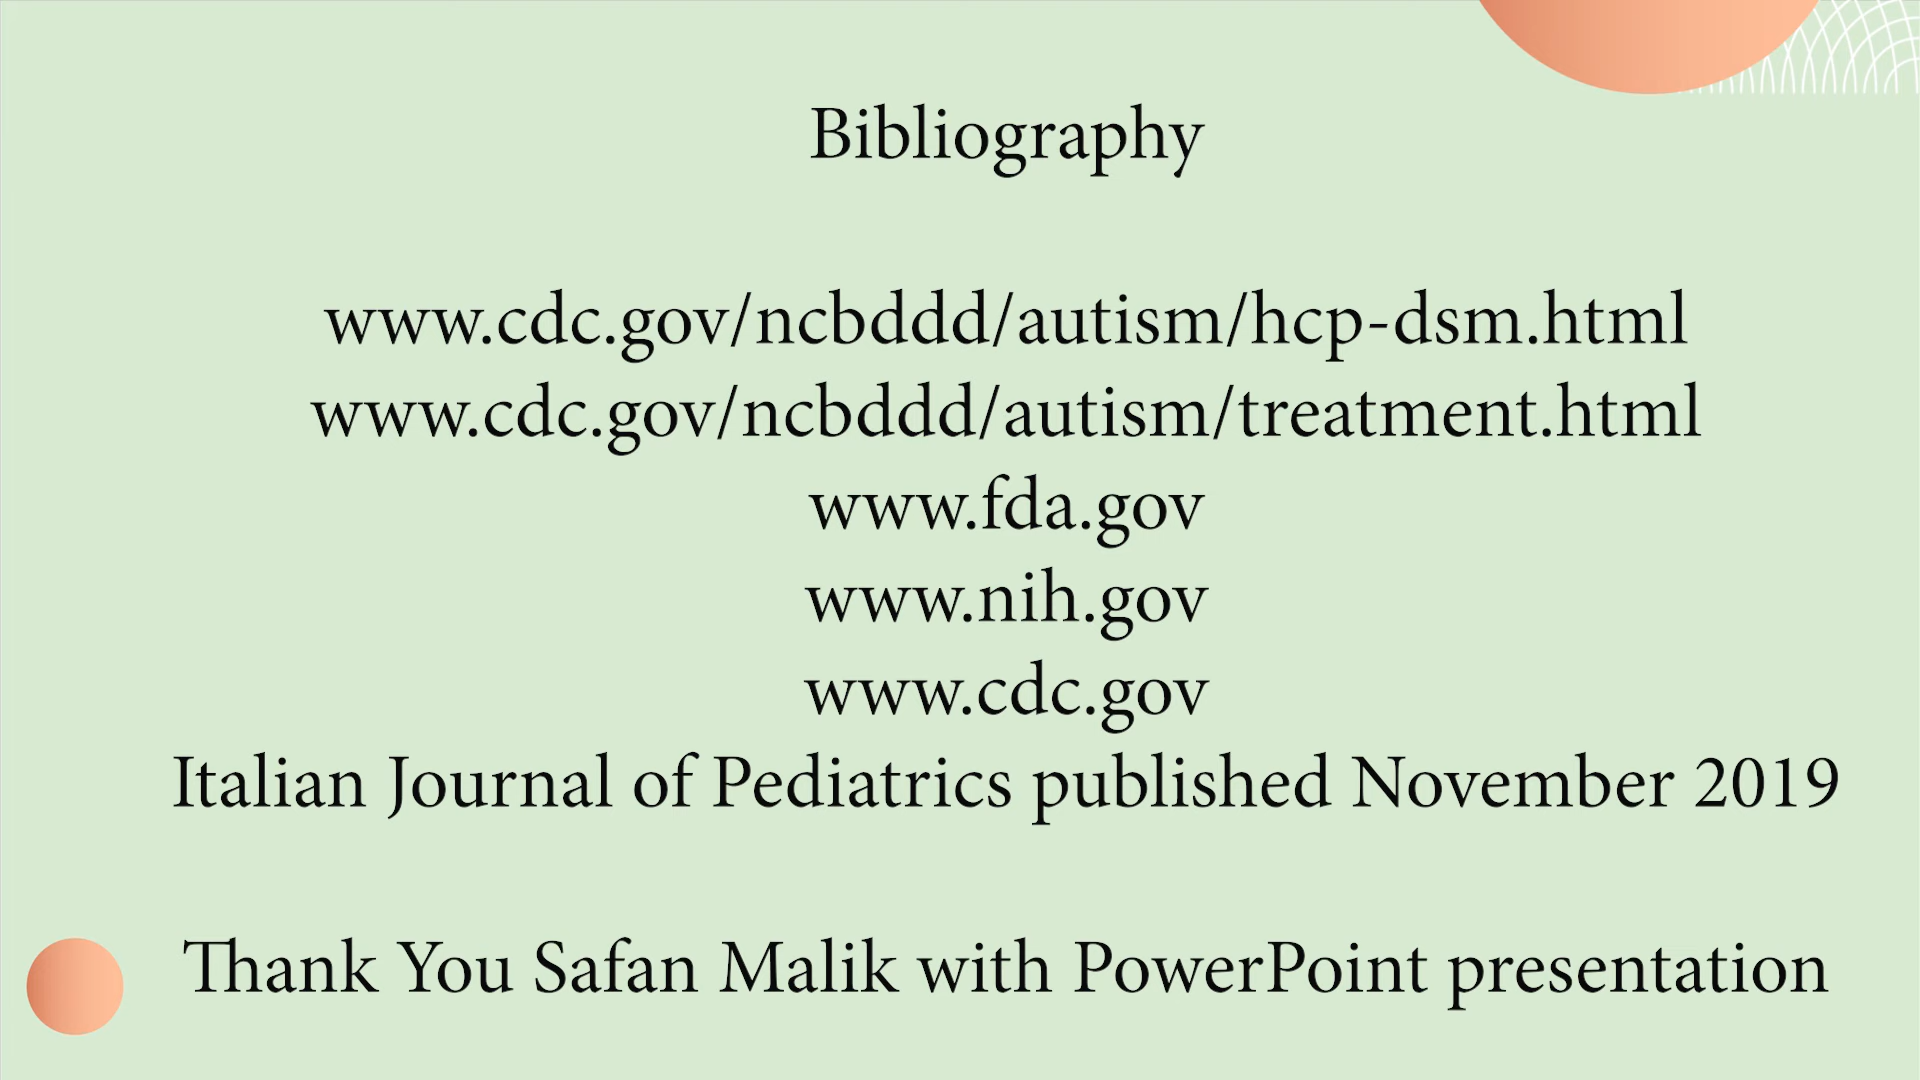 Bibliography
www.cdc.gov/ncbddd/autism/hcp-dsm.html
www.cdc.gov/ncbddd/autism/treatment.html
www.fda.gov
www.nih.gov
www.cdc.gov
Italian Journal of Pediatrics published November 2019
Thank You Safan Malik with PowerPoint presentation